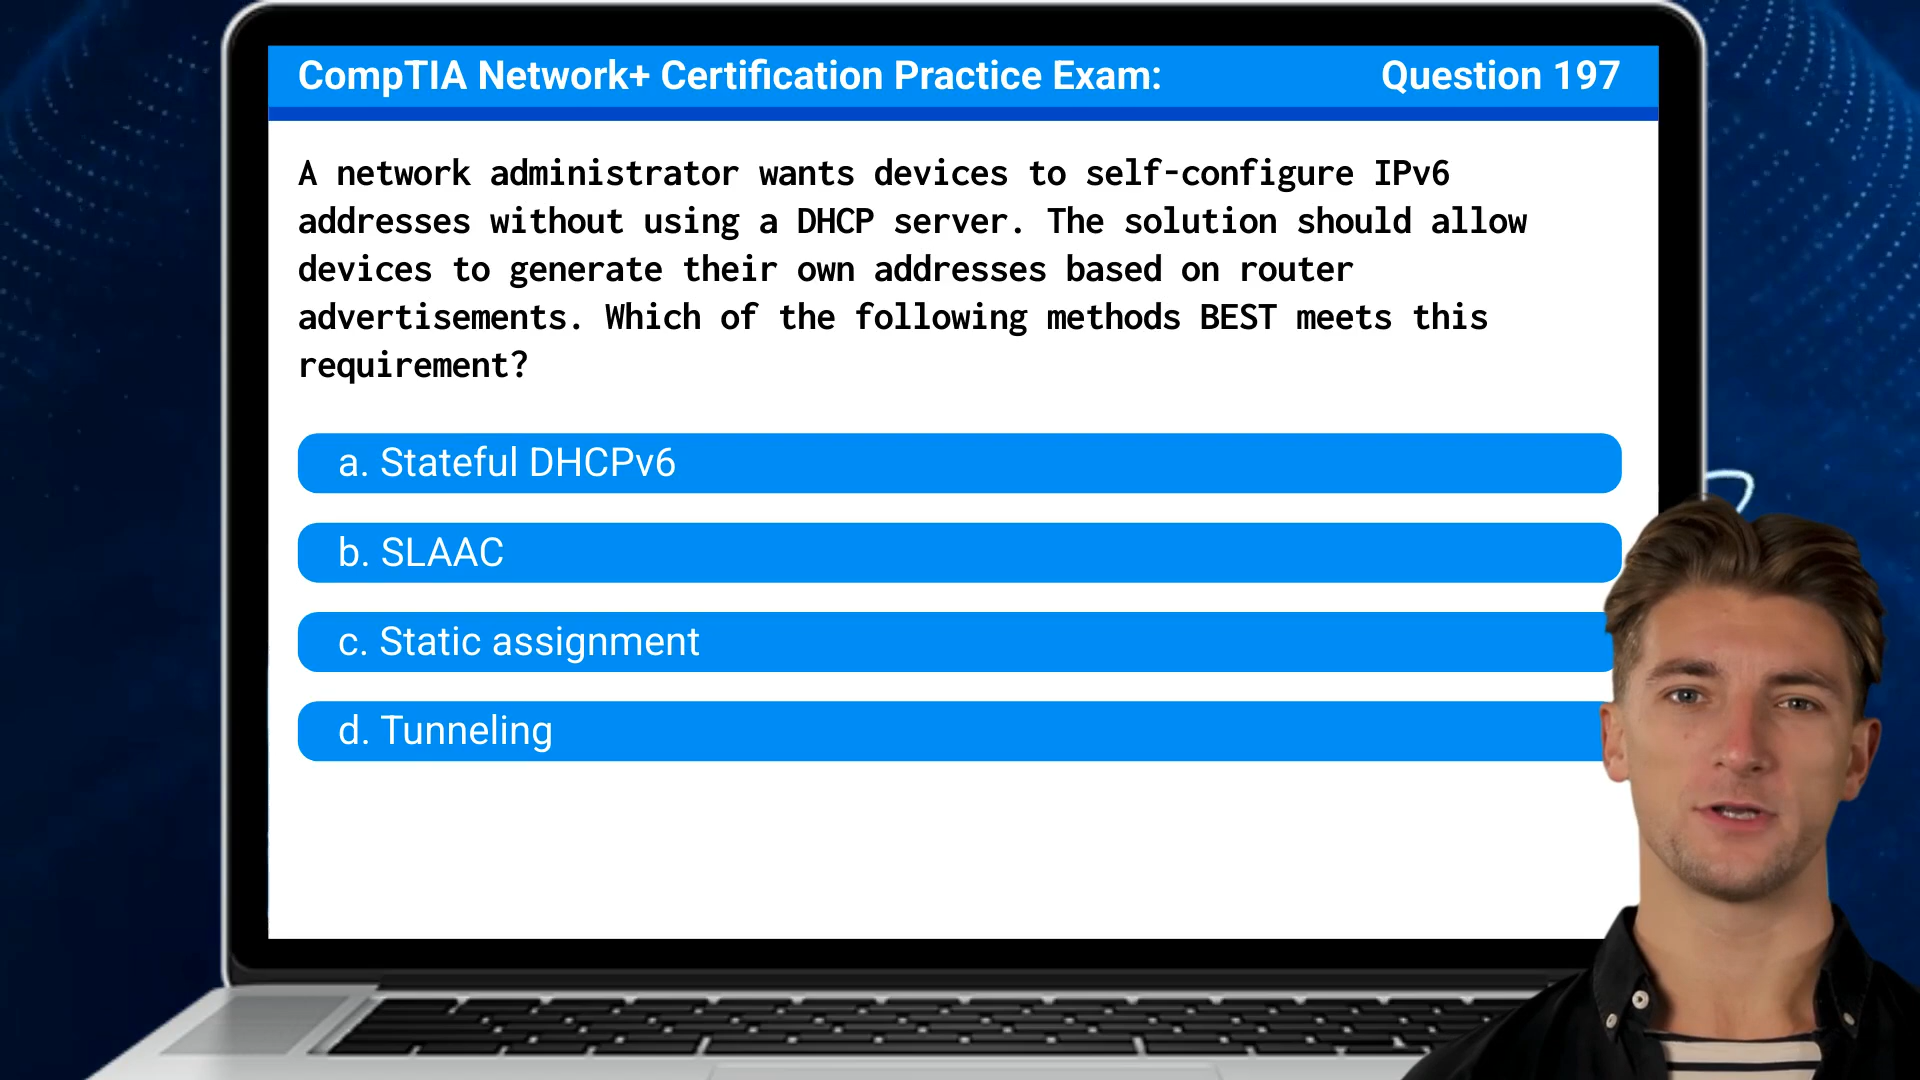 CompTIA Network+ Certification Practice Exam: Question 197
A network administrator wants devices to self-configure IPv6
addresses without using a DHCP server. The solution should allow
devices to generate their own addresses based on router
advertisements. Which of the following methods BEST meets this
requirement?
a. Stateful DHCPv6
b. SLAAC
c. Static assignment
d. Tunneling